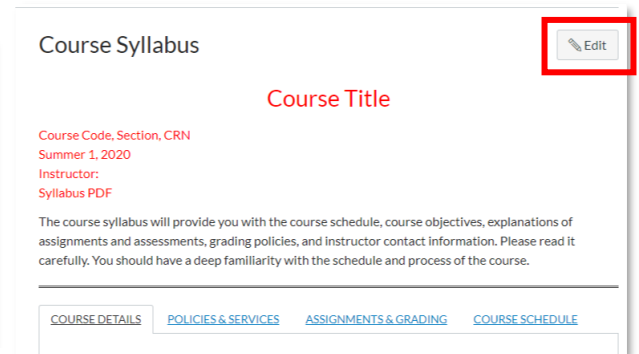 Course Syllabus
Edit
Course Title
Course Code, Section, CRN
Summer 1, 2020
Instructor:
Syllabus PDF
The course syllabus will provide you with the course schedule, course objectives, explanations of
assignments and assessments, grading policies, and instructor contact information. Please read it
carefully. You should have a deep familiarity with the schedule and process of the course.
COURSE DETAILS POLICIES & SERVICES ASSIGNMENTS & GRADING COURSE SCHEDULE